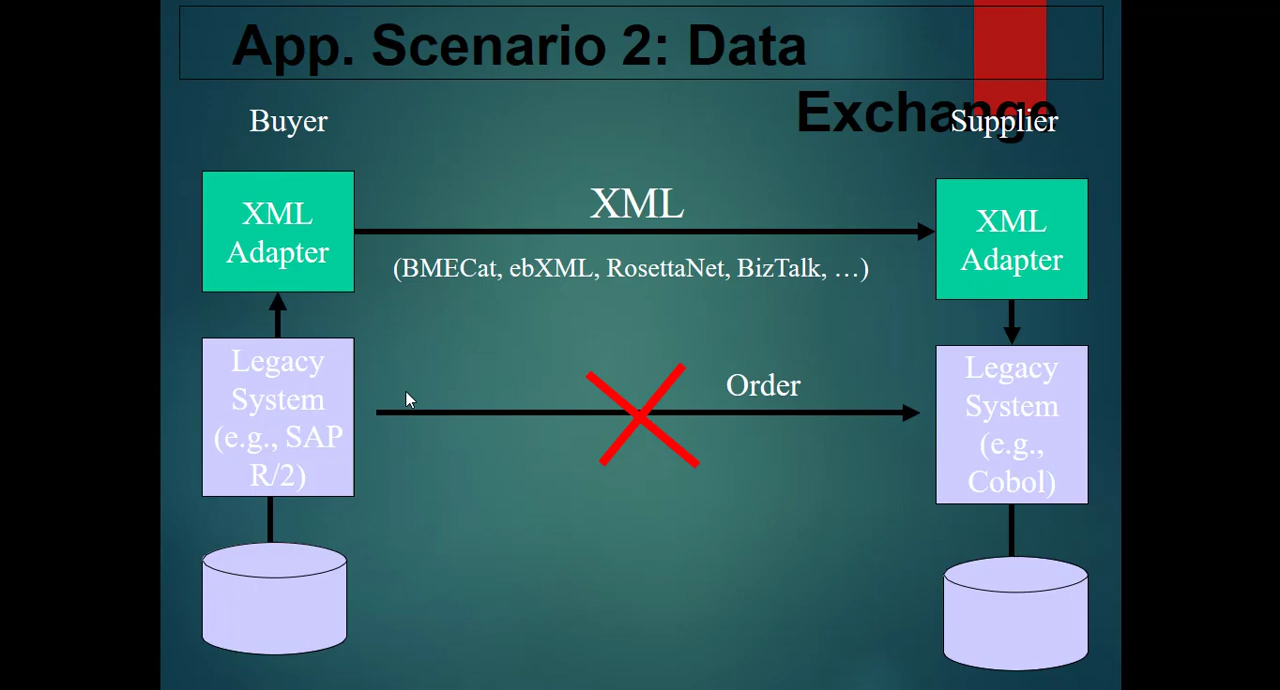 App. Scenario 2: Data
Exchange
Buyer
Supplier
XML
Adapter
XML
(BMECat, ebXML, RosettaNet, BizTalk, …)
XML
Adapter
Legacy
System
(e.g., SAP
R/2)
Order
Legacy
System
(e.g.,
Cobol)